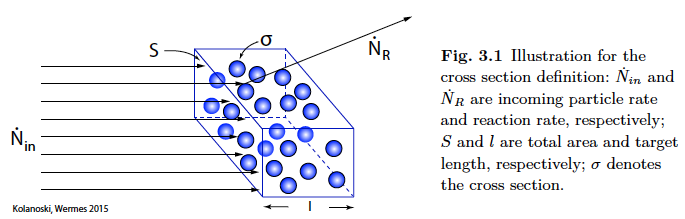 S
σ
Ṅ_R
Ṅ_in
l
Kolanoski, Wermes 2015
Fig. 3.1 Illustration for the
cross section definition: Ṅ_in and
Ṅ_R are incoming particle rate
and reaction rate, respectively;
S and l are total area and target
length, respectively; σ denotes
the cross section.